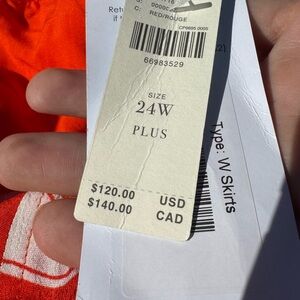 C: RED/ROUGE
66983529
SIZE
24W
PLUS
$120.00 USD
$140.00 CAD
Type: W Skirts